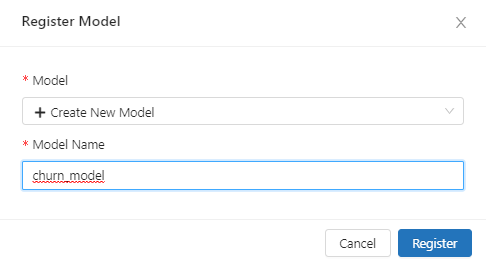 Register Model
* Model
+ Create New Model
* Model Name
churn_model
Cancel
Register